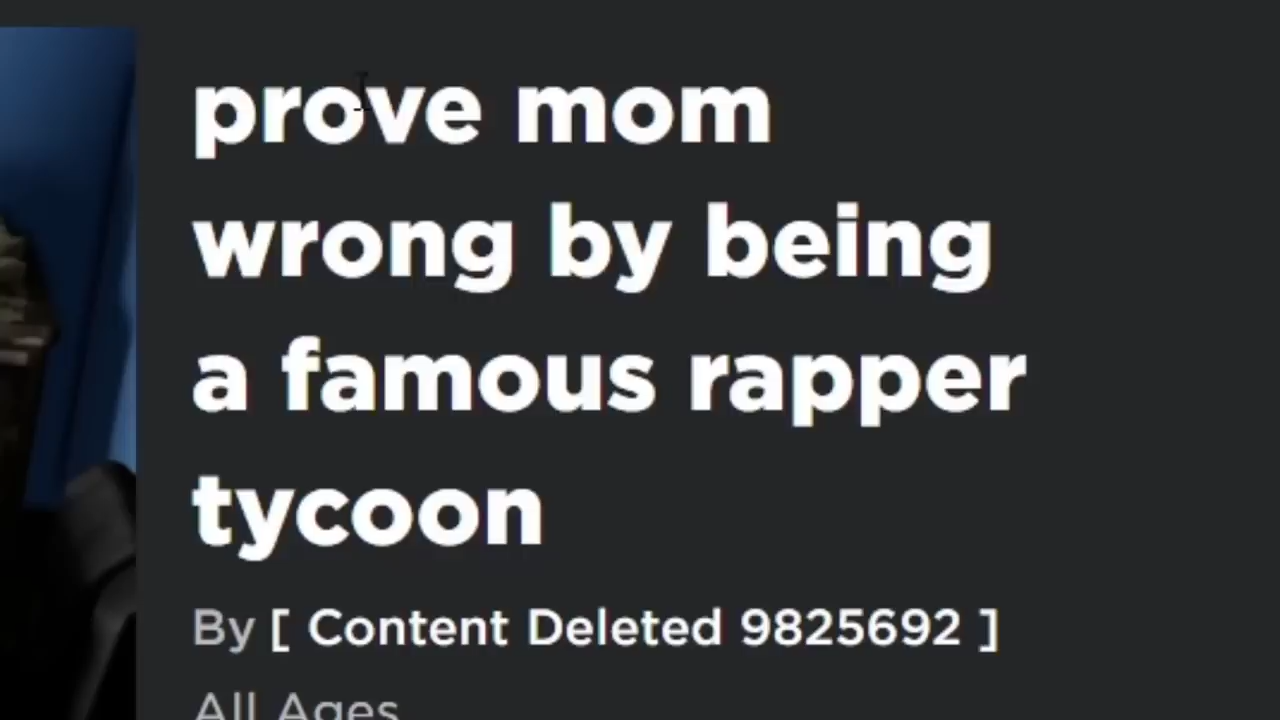 prove mom
wrong by being
a famous rapper
tycoon
By [ Content Deleted 9825692 ]
All Ages